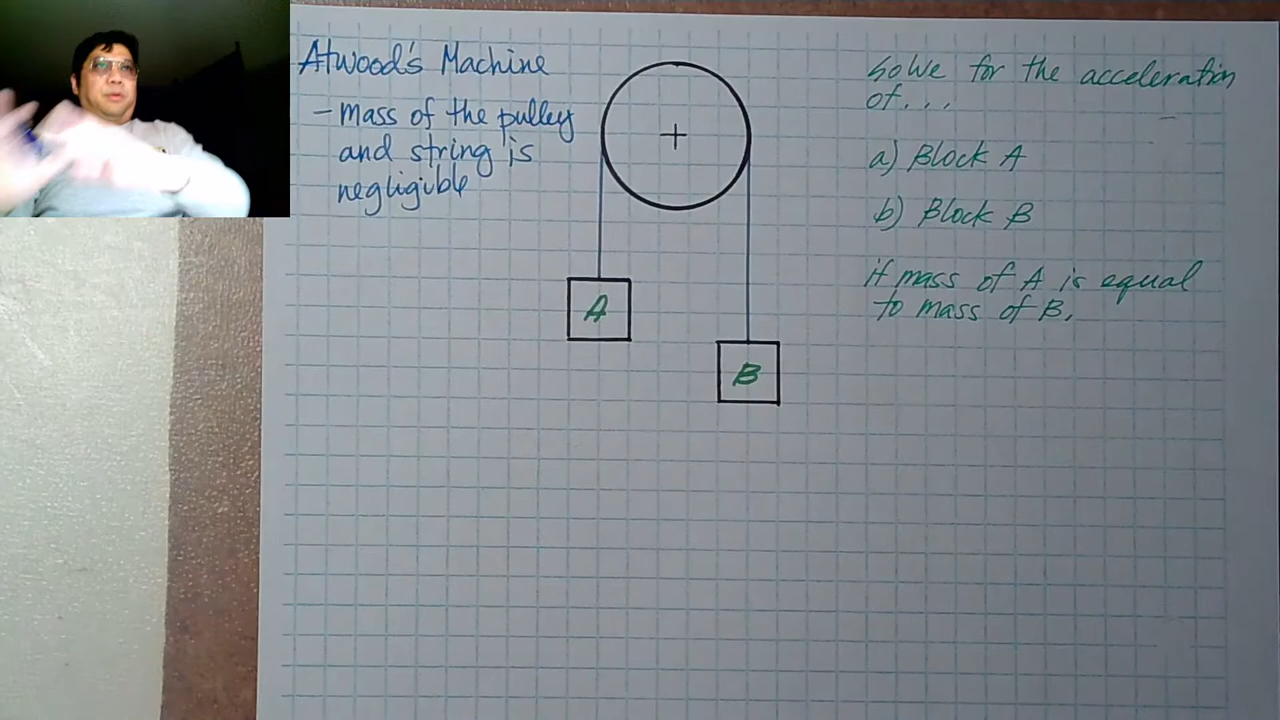 Atwood's Machine
- Mass of the pulley
and string is
negligible
A
B
Solve for the acceleration
of...
a) Block A
b) Block B
if mass of A is equal
to mass of B.